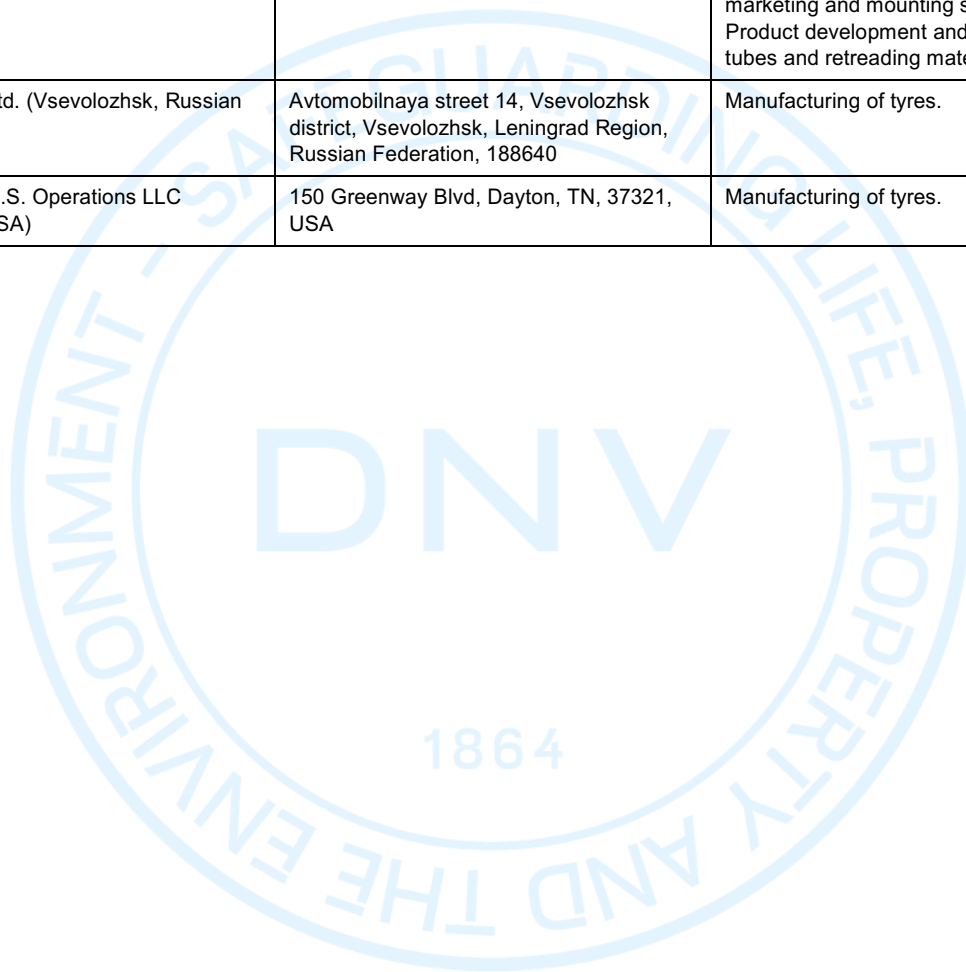 marketing and mounting
Product development and
tubes and retreading
td. (Vsevolozhsk, Russian
Avtomobilnaya street 14, Vsevolozhsk
district, Vsevolozhsk, Leningrad Region,
Russian Federation, 188640
Manufacturing of tyres.
.S. Operations LLC
SA)
150 Greenway Blvd, Dayton, TN, 37321,
USA
Manufacturing of tyres.
SAFEGUARDING LIFE, PROPERTY AND THE ENVIRONMENT –
DNV
1864